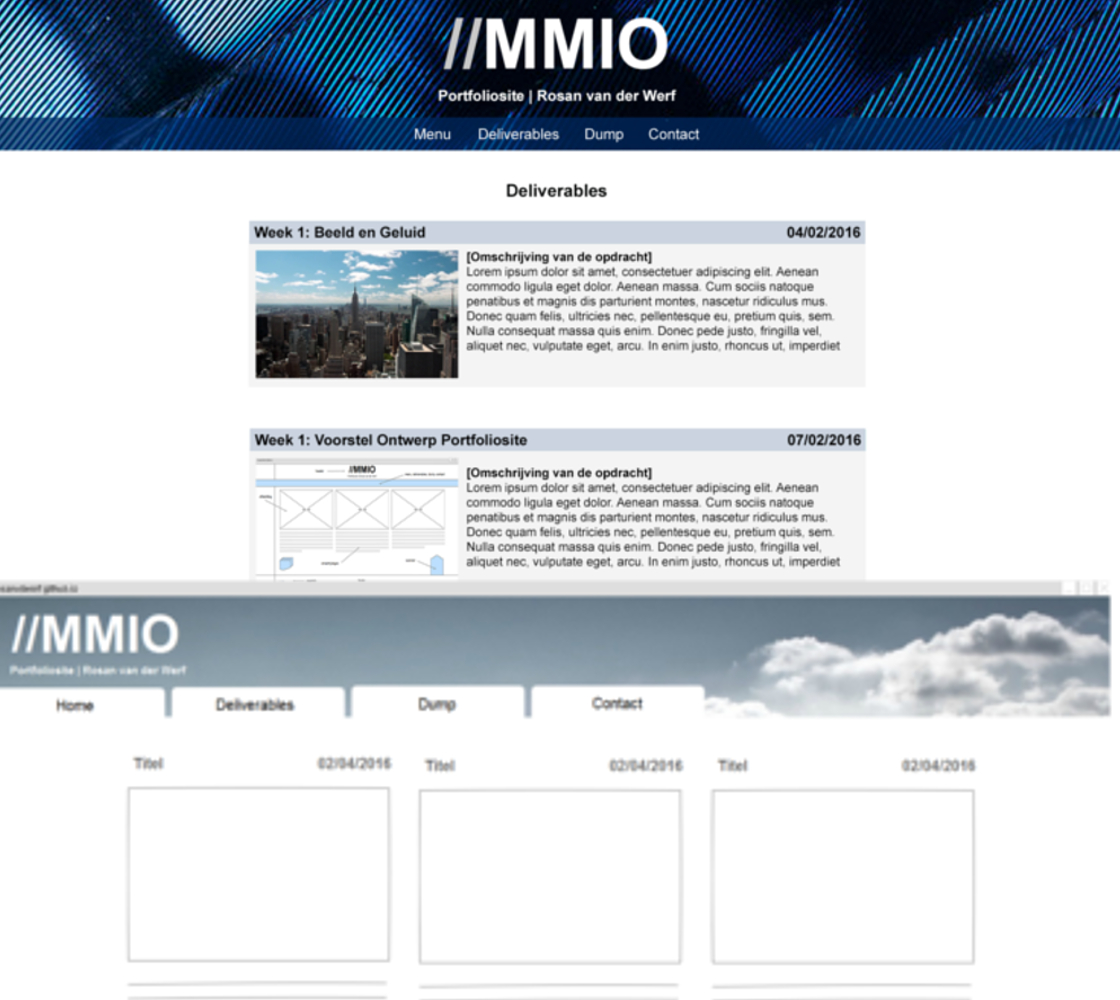 //MMIO
Portfoliosite | Rosan van der Werf
Menu Deliverables Dump Contact
Deliverables
Week 1: Beeld en Geluid 04/02/2016
[Omschrijving van de opdracht]
Lorem ipsum dolor sit amet, consectetuer adipiscing elit. Aenean
commodo ligula eget dolor. Aenean massa. Cum sociis natoque
penatibus et magnis dis parturient montes, nascetur ridiculus mus.
Donec quam felis, ultricies nec, pellentesque eu, pretium quis, sem.
Nulla consequat massa quis enim. Donec pede justo, fringilla vel,
aliquet nec, vulputate eget, arcu. In enim justo, rhoncus ut, imperdiet
Week 1: Voorstel Ontwerp Portfoliosite 07/02/2016
//MMIO
[Omschrijving van de opdracht]
Lorem ipsum dolor sit amet, consectetuer adipiscing elit. Aenean
commodo ligula eget dolor. Aenean massa. Cum sociis natoque
penatibus et magnis dis parturient montes, nascetur ridiculus mus.
Donec quam felis, ultricies nec, pellentesque eu, pretium quis, sem.
Nulla consequat massa quis enim. Donec pede justo, fringilla vel,
aliquet nec, vulputate eget, arcu. In enim justo, rhoncus ut, imperdiet
//MMIO
Portfoliosite | Rosan van der Werf
Home Deliverables Dump Contact
Titel 02/04/2016 Titel 02/04/2016 Titel 02/04/2016